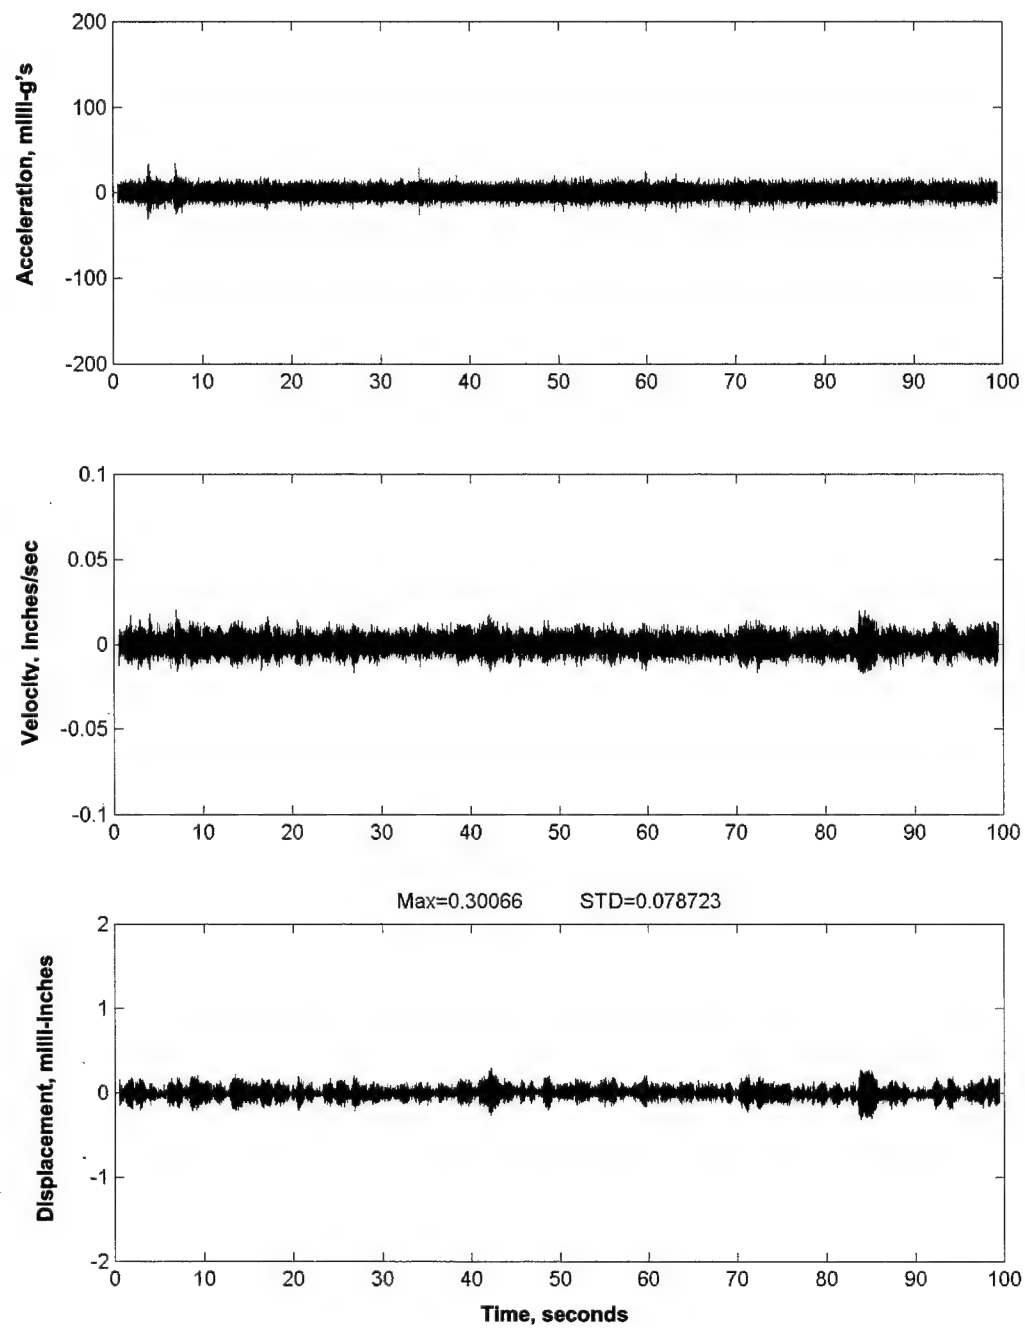 Acceleration, milli-g's
200
100
0
-100
-200
0 10 20 30 40 50 60 70 80 90 100
Velocity. inches/sec
0.1
0.05
0
-0.05
-0.1
0 10 20 30 40 50 60 70 80 90 100
Max=0.30066 STD=0.078723
Displacement, milli-inches
2
1
0
-1
-2
0 10 20 30 40 50 60 70 80 90 100
Time, seconds